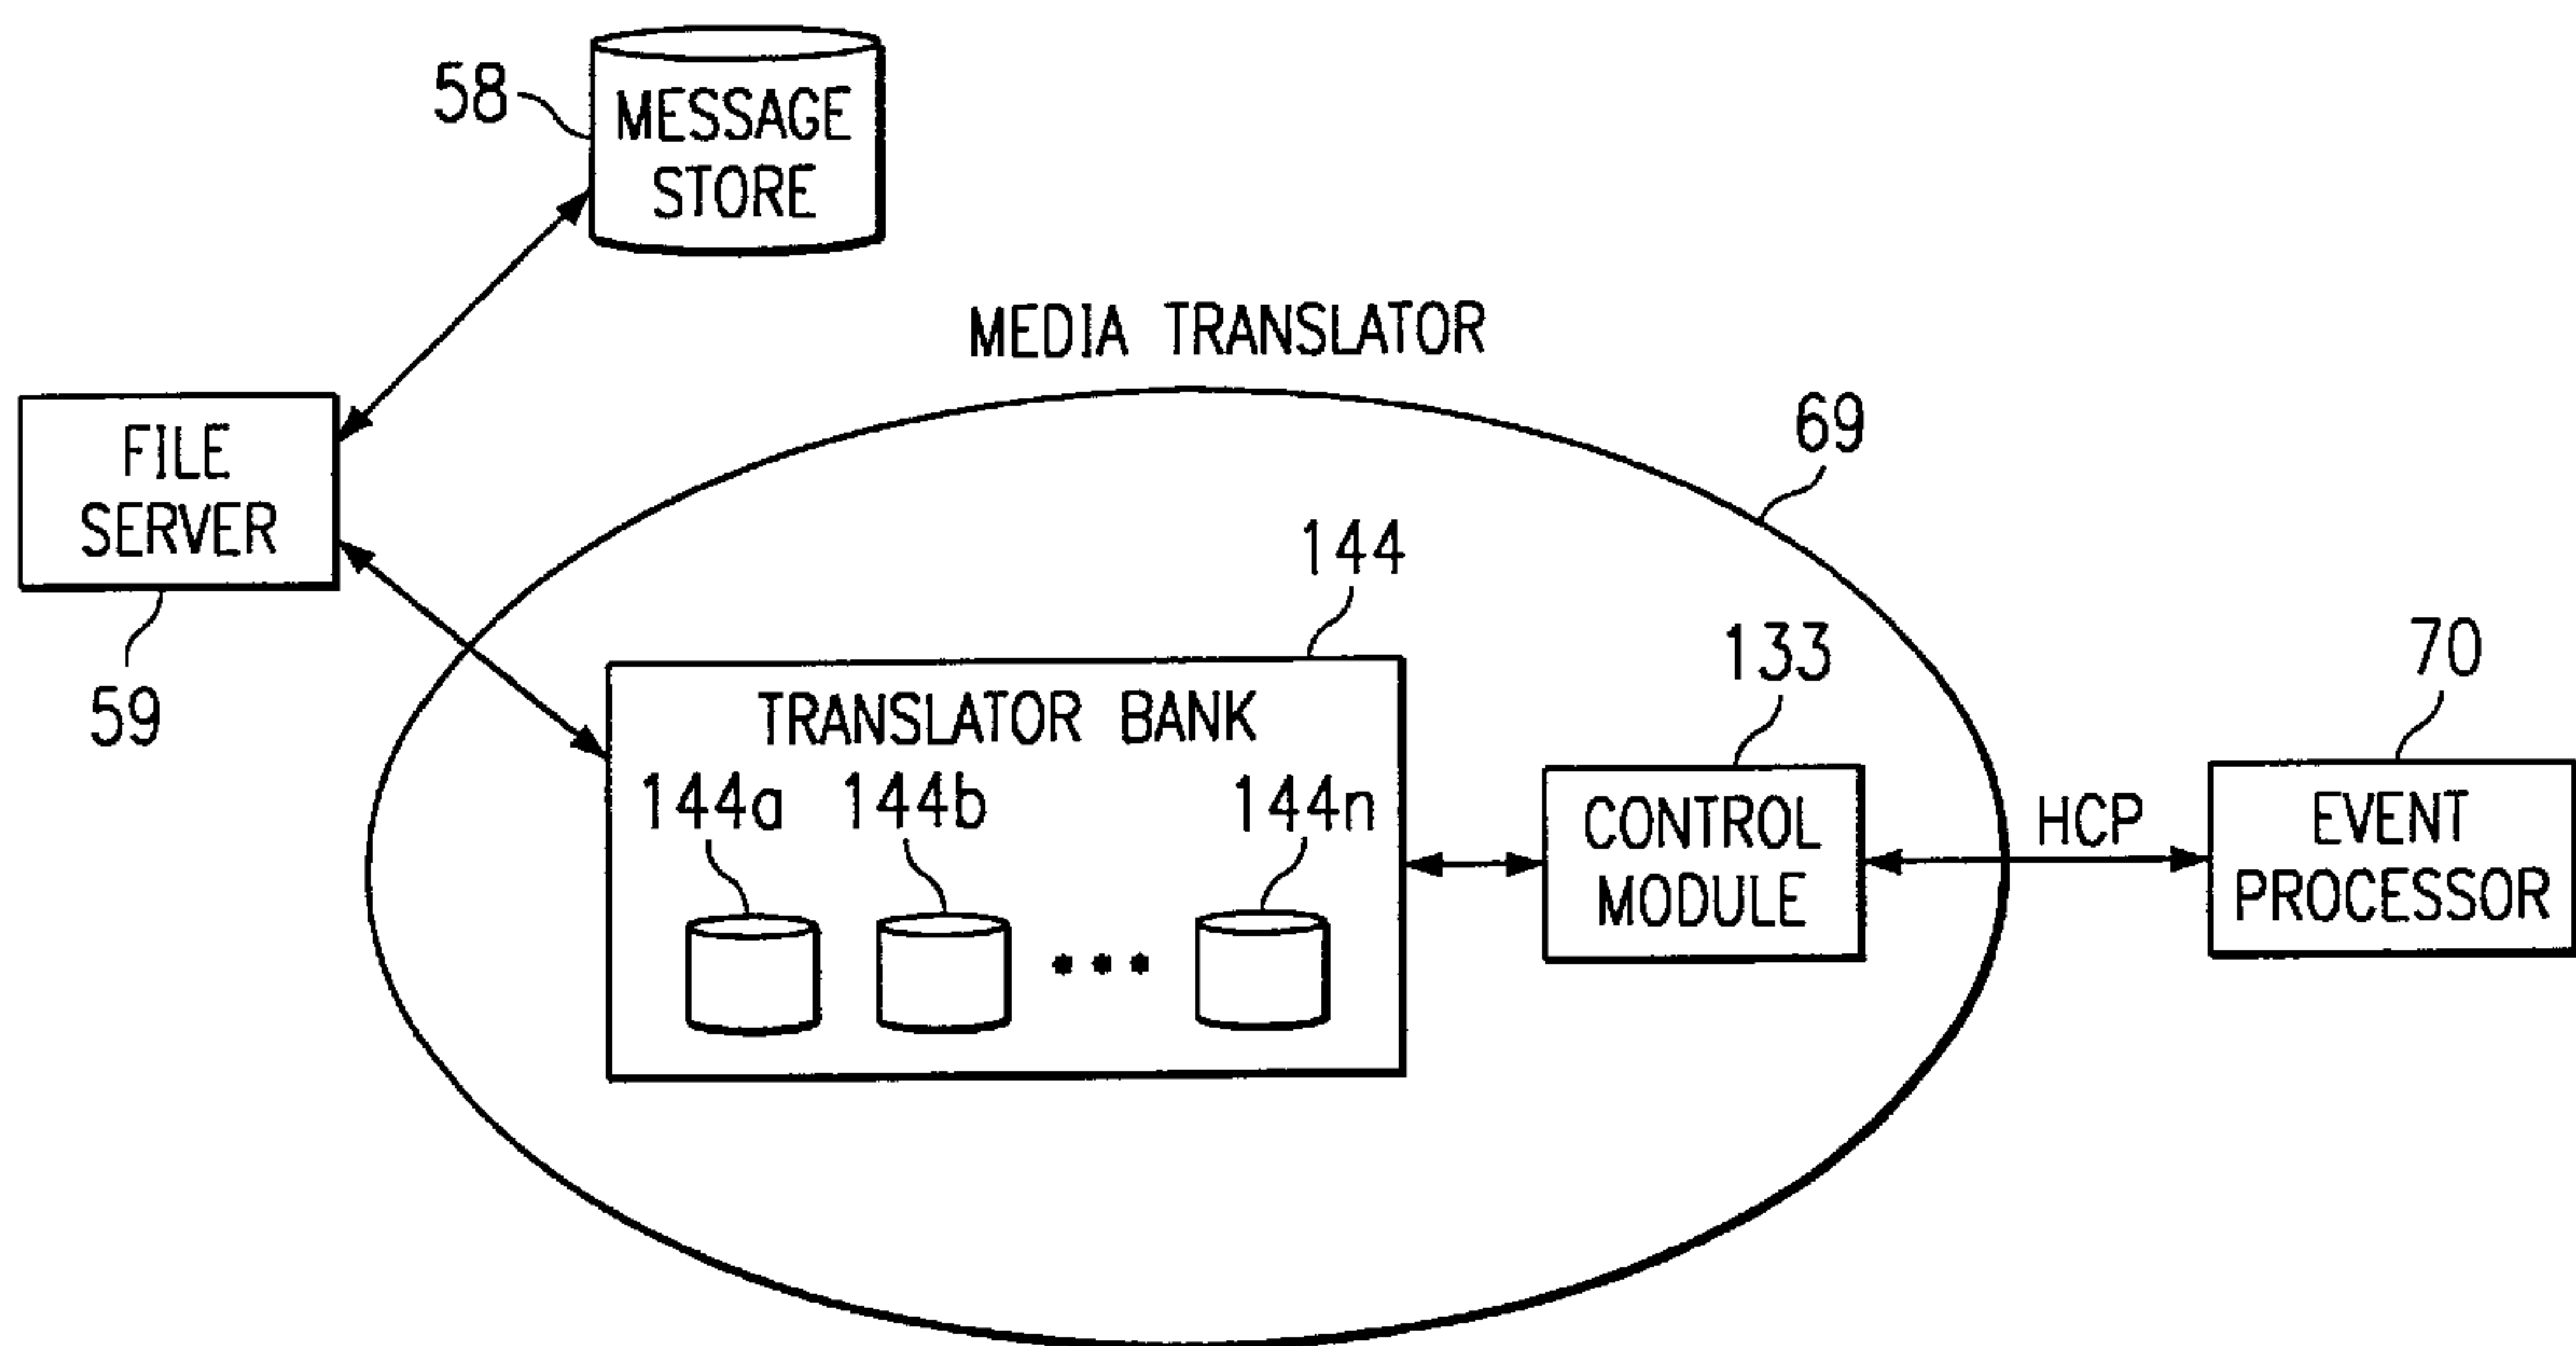 58
MESSAGE
STORE
MEDIA TRANSLATOR
69
FILE
SERVER
59
144
TRANSLATOR BANK
144a 144b 144n
133
CONTROL
MODULE
HCP
70
EVENT
PROCESSOR